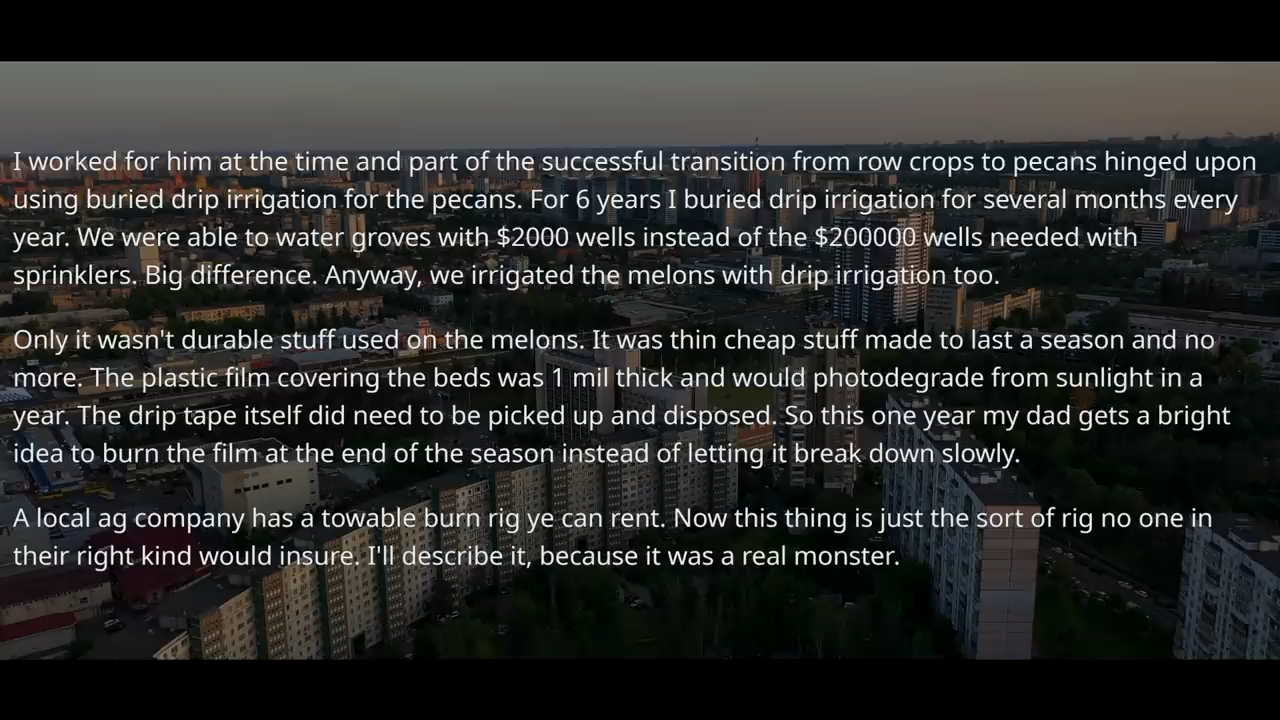 I worked for him at the time and part of the successful transition from row crops to pecans hinged upon
using buried drip irrigation for the pecans. For 6 years I buried drip irrigation for several months every
year. We were able to water groves with $2000 wells instead of the $200000 wells needed with
sprinklers. Big difference. Anyway, we irrigated the melons with drip irrigation too.
Only it wasn't durable stuff used on the melons. It was thin cheap stuff made to last a season and no
more. The plastic film covering the beds was 1 mil thick and would photodegrade from sunlight in a
year. The drip tape itself did need to be picked up and disposed. So this one year my dad gets a bright
idea to burn the film at the end of the season instead of letting it break down slowly.
A local ag company has a towable burn rig ye can rent. Now this thing is just the sort of rig no one in
their right kind would insure. I'll describe it, because it was a real monster.